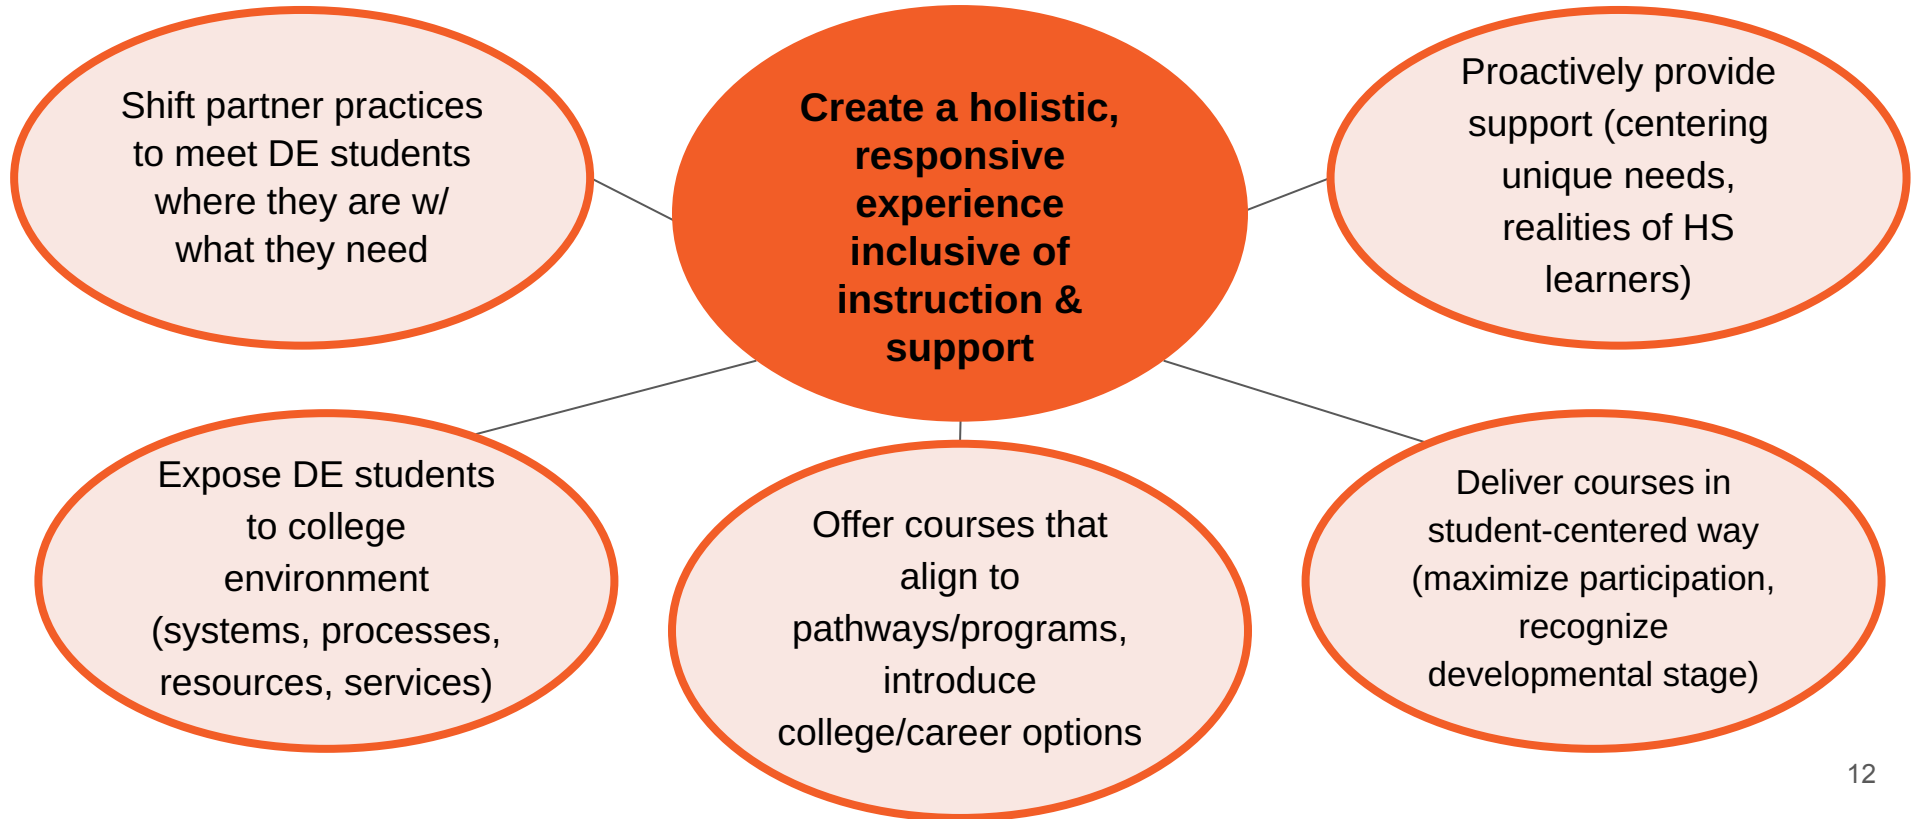 Shift partner practices
to meet DE students
where they are w/
what they need
Create a holistic,
responsive
experience
inclusive of
instruction &
support
Proactively provide
support (centering
unique needs,
realities of HS
learners)
Expose DE students
to college
environment
(systems, processes,
resources, services)
Offer courses that
align to
pathways/programs,
introduce
college/career options
Deliver courses in
student-centered way
(maximize participation,
recognize
developmental stage)
12